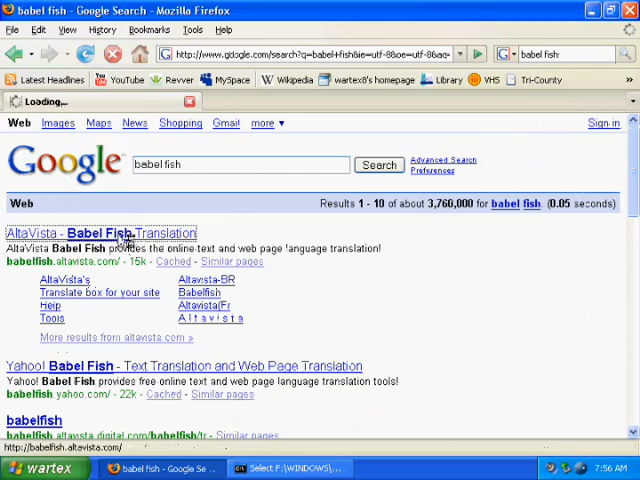 babel fish - Google Search - Mozilla Firefox
File Edit View History Bookmarks Tools Help
http://www.google.com/search?q=babel+fish&ie=utf-8&oe=utf-8&aq= babel fish
Latest Headlines YouTube Revver MySpace Wikipedia wartex8's homepage Library VHS Tri-County
Loading...
Web Images Maps News Shopping Gmail more ▼ Sign in
Google babel fish Search Advanced Search
Preferences
Web Results 1 - 10 of about 3,760,000 for babel fish. (0.05 seconds)
AltaVista - Babel Fish Translation
AltaVista Babel Fish provides the online text and web page language translation!
babelfish.altavista.com/ - 15k - Cached - Similar pages
AltaVista's Altavista-BR
Translate box for your site Babelfish
Help Altavista(Fr
Tools A l t a v i s t a
More results from altavista.com »
Yahoo! Babel Fish - Text Translation and Web Page Translation
Yahoo! Babel Fish provides free online text and web page language translation tools!
babelfish.yahoo.com/ - 22k - Cached - Similar pages
babelfish
babelfish.altavista.digital.com/babelfish/tr - Similar pages
http://babelfish.altavista.com/
wartex babel fish - Google Se ... Select F:\WINDOWS\... 7:56 AM